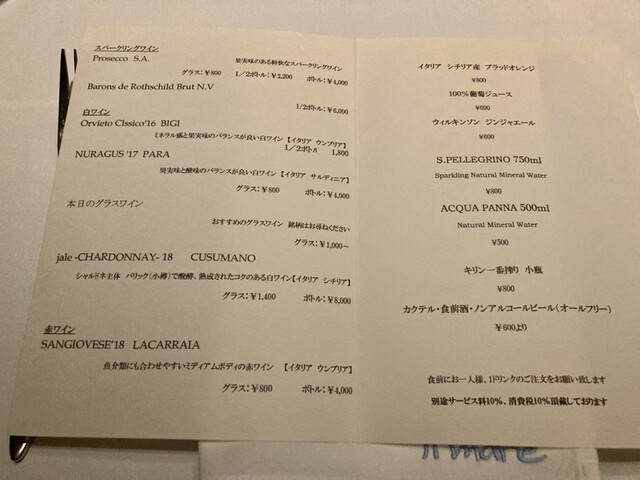 スパークリングワイン
Prosecco S.A.
果実味のある軽快なスパークリングワイン
グラス：￥800 1／2ボトル：￥2,200 ボトル：￥4,000
Barons de Rothschild Brut N.V
1/2ボトル：￥6,000
白ワイン
Orvieto Clssico'16 BIGI
ミネラル感と果実味のバランスが良い白ワイン【イタリア ウンブリア】
1／2ボトル 1,800
NURAGUS '17 PARA
果実味と酸味のバランスが良い白ワイン【イタリア サルディニア】
グラス：￥800 ボトル：￥4,000
本日のグラスワイン
おすすめのグラスワイン 銘柄はお尋ねください
グラス：￥1,000～
jale -CHARDONNAY- 18 CUSUMANO
シャルドネ主体 バリック(小樽)で醗酵、熟成されたコクのある白ワイン【イタリア シチリア】
グラス：￥1,400 ボトル：￥8,000
赤ワイン
SANGIOVESE'18 LACARRAIA
魚介類にも合わせやすいミディアムボディの赤ワイン 【イタリア ウンブリア】
グラス：￥800 ボトル：￥4,000
イタリア シチリア産 ブラッドオレンジ
￥800
100％葡萄ジュース
￥600
ウィルキンソン ジンジャエール
￥600
S.PELLEGRINO 750ml
Sparkling Natural Mineral Water
￥800
ACQUA PANNA 500ml
Natural Mineral Water
￥500
キリン一番搾り 小瓶
￥800
カクテル・食前酒・ノンアルコールビール（オールフリー）
￥600より
食前にお一人様、1ドリンクのご注文をお願い致します
別途サービス料10%、消費税10%頂戴しております